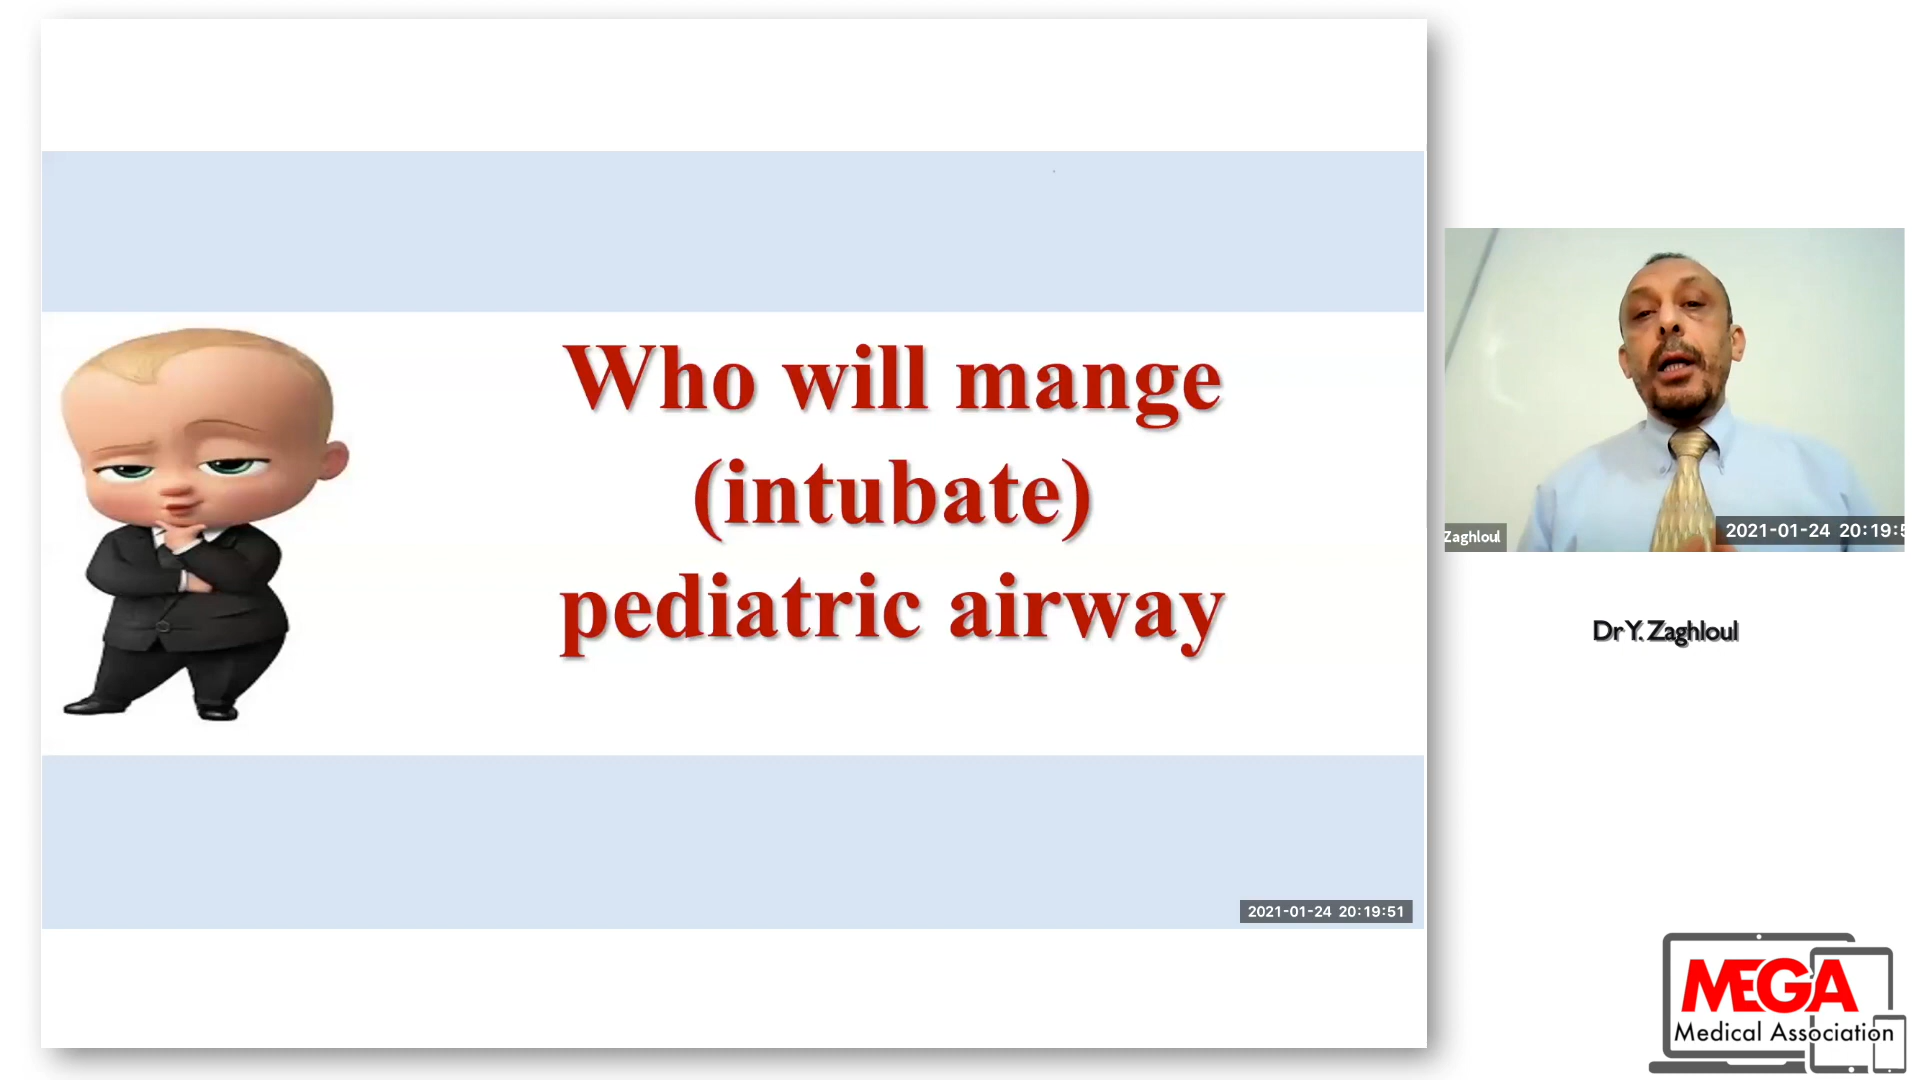 Who will mange
(intubate)
pediatric airway
2021-01-24 20:19:51
Zaghloul
2021-01-24 20:19:5
Dr Y. Zaghloul
MEGA
Medical Association